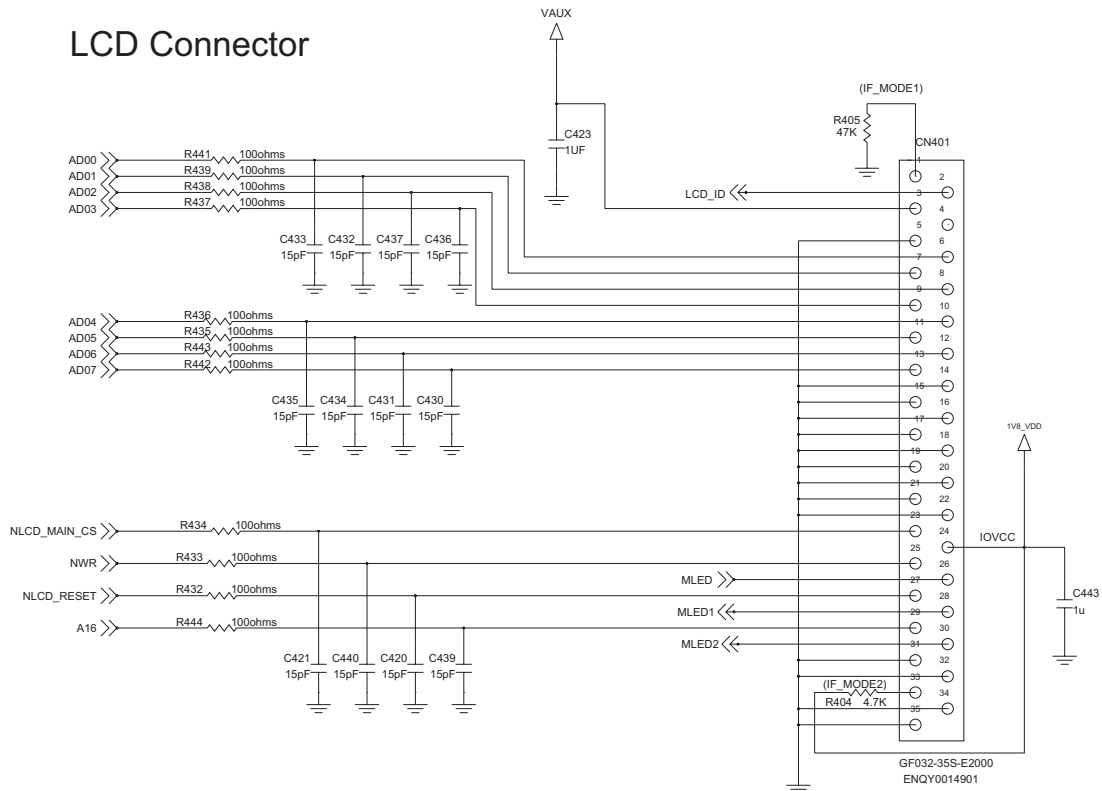 LCD Connector
VAUX
C423
1UF
(IF_MODE1)
R405
47K
CN401
AD00
R441
100ohms
AD01
R439
100ohms
AD02
R438
100ohms
AD03
R437
100ohms
LCD_ID
C433
15pF
C432
15pF
C437
15pF
C436
15pF
AD04
R436
100ohms
AD05
R435
100ohms
AD06
R443
100ohms
AD07
R442
100ohms
C435
15pF
C434
15pF
C431
15pF
C430
15pF
NLCD_MAIN_CS
R434
100ohms
NWR
R433
100ohms
NLCD_RESET
R432
100ohms
A16
R444
100ohms
C421
15pF
C440
15pF
C420
15pF
C439
15pF
MLED
MLED1
MLED2
(IF_MODE2)
R404
4.7K
1
2
3
4
5
6
7
8
9
10
11
12
13
14
15
16
17
18
19
20
21
22
23
24
25
26
27
28
29
30
31
32
33
34
35
1V8_VDD
IOVCC
C443
1u
GF032-35S-E2000
ENQY0014901